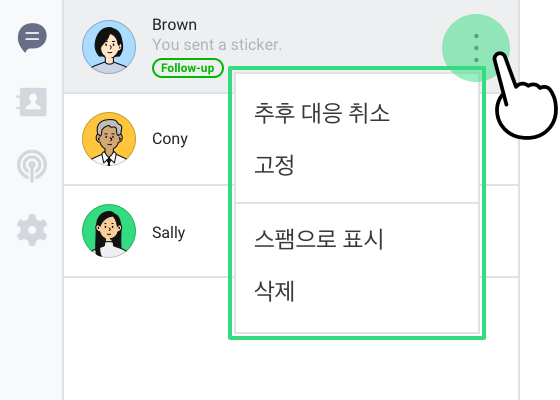 Brown
You sent a sticker.
Follow-up
추후 대응 취소
고정
Cony
스팸으로 표시
Sally
삭제